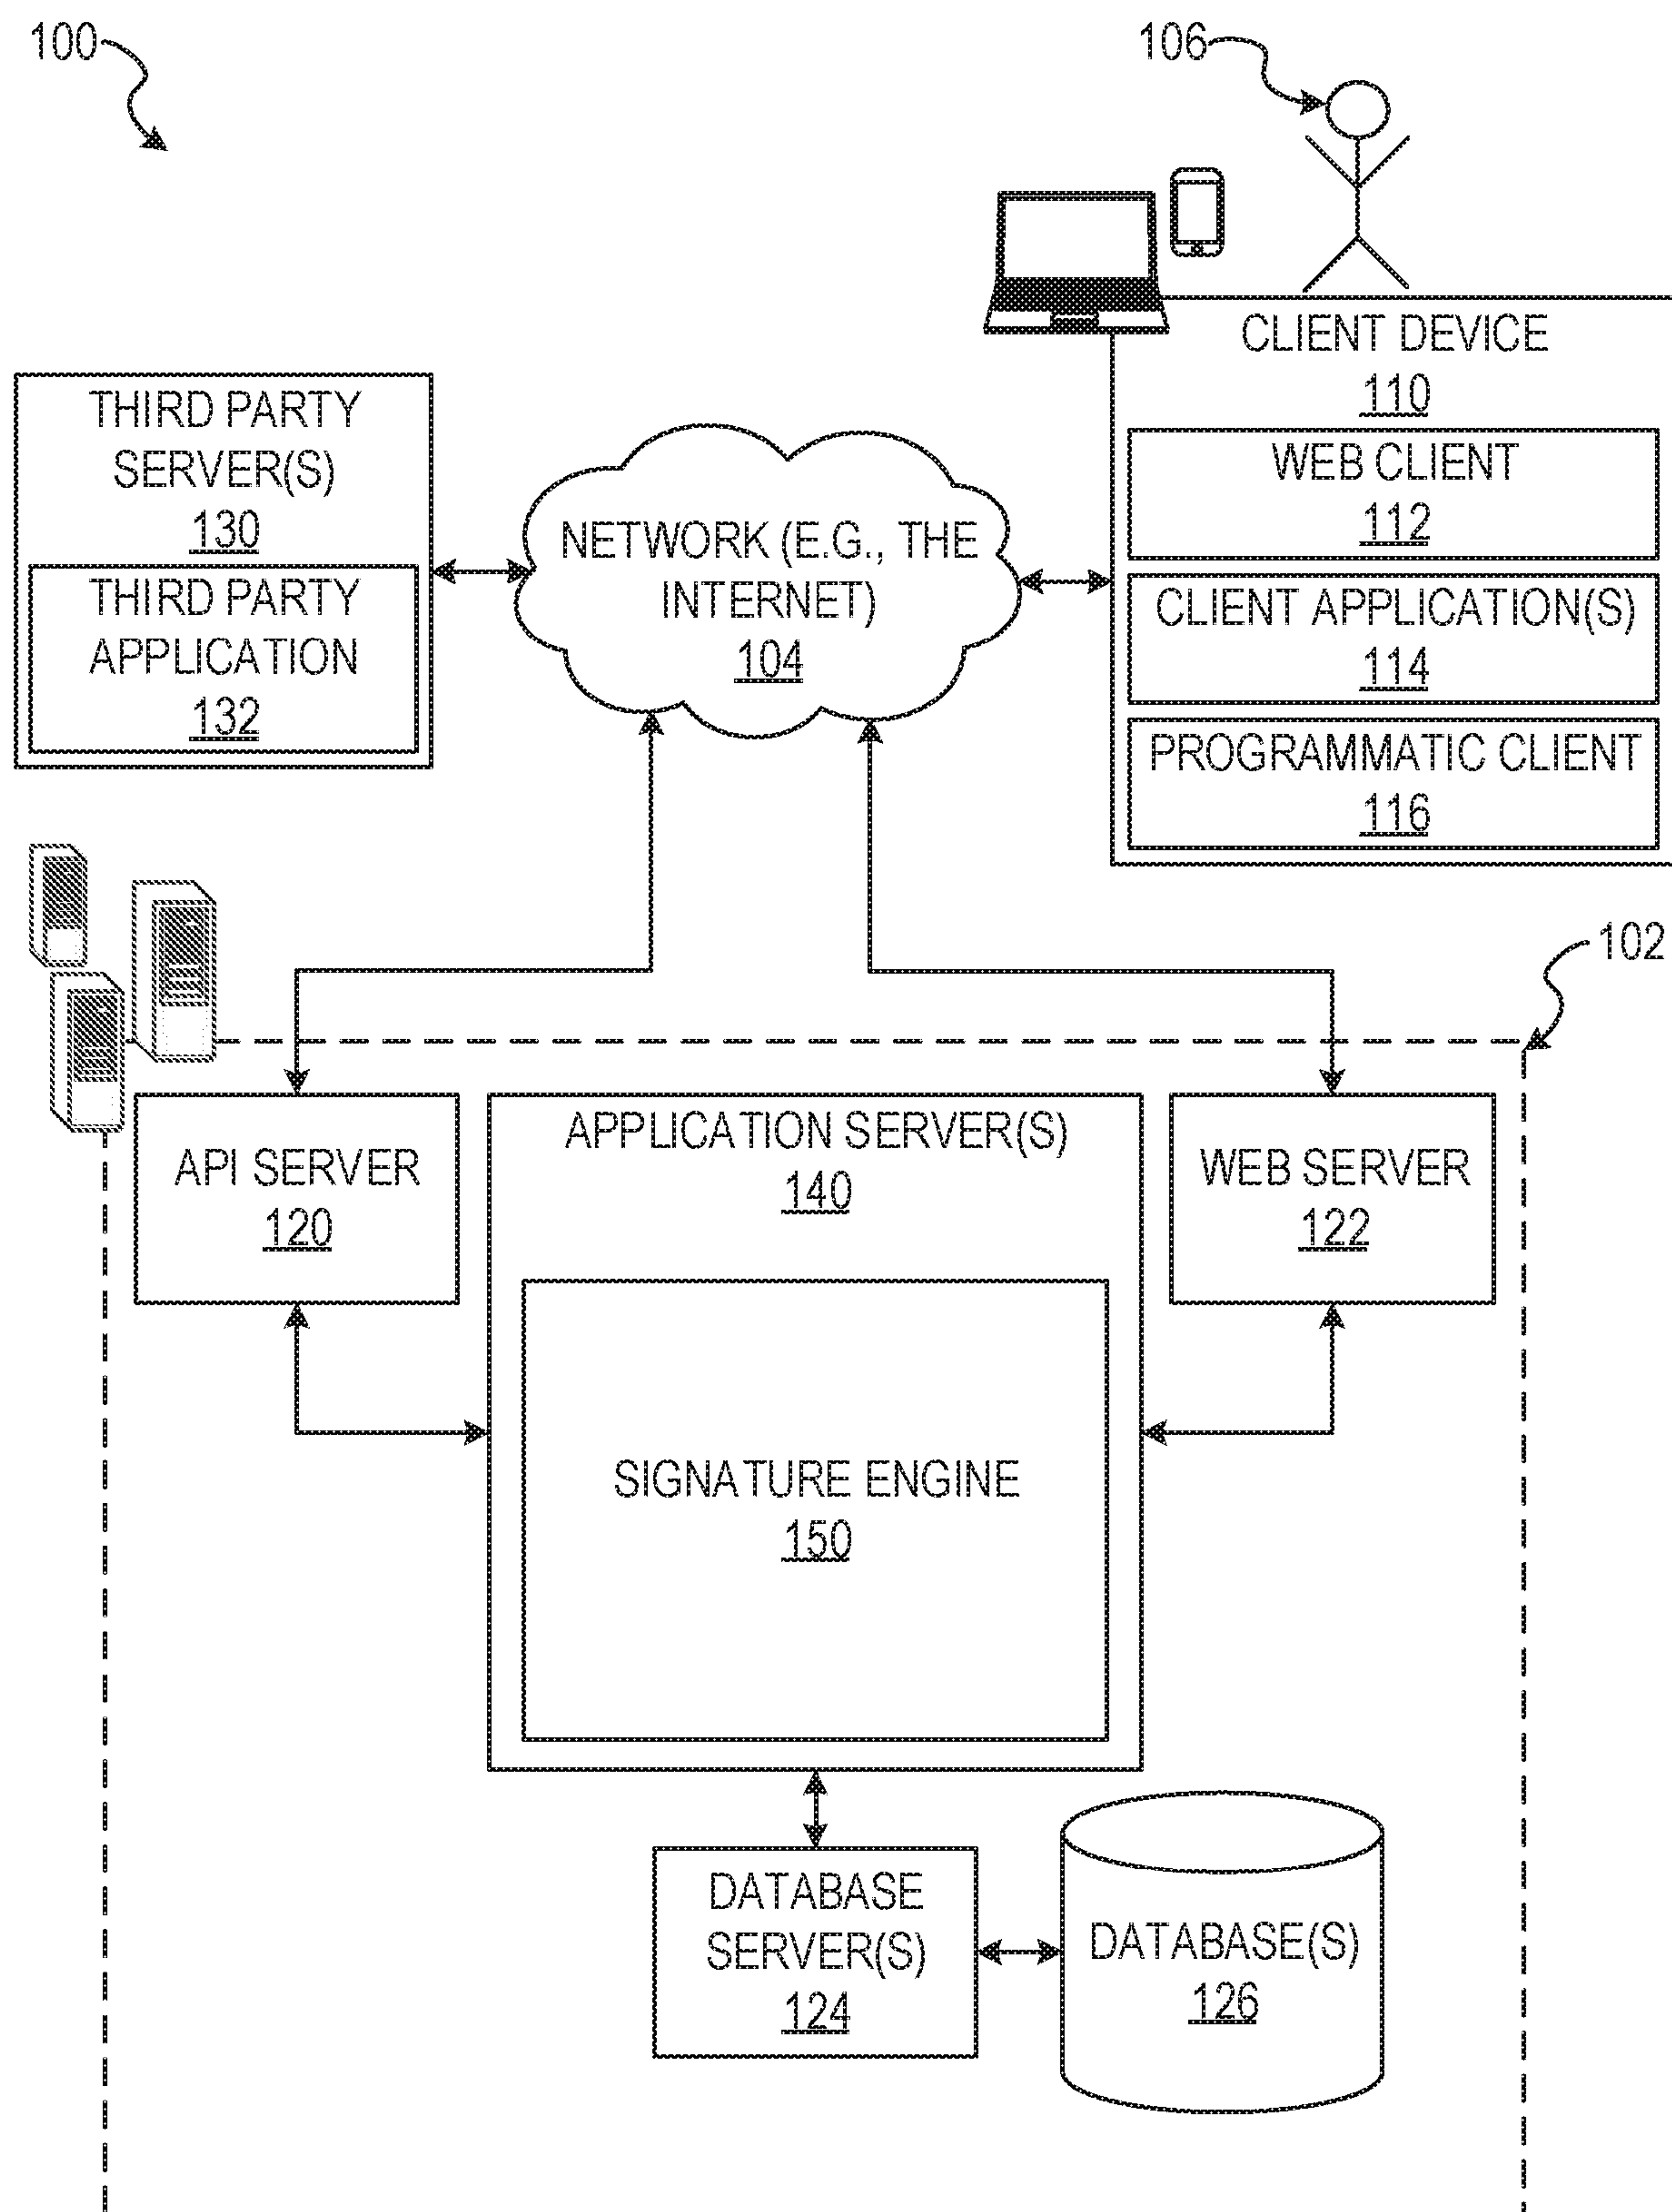 100
106
CLIENT DEVICE
110
WEB CLIENT
112
CLIENT APPLICATION(S)
114
PROGRAMMATIC CLIENT
116
THIRD PARTY
SERVER(S)
130
THIRD PARTY
APPLICATION
132
NETWORK (E.G., THE
INTERNET)
104
102
API SERVER
120
APPLICATION SERVER(S)
140
WEB SERVER
122
SIGNATURE ENGINE
150
DATABASE
SERVER(S)
124
DATABASE(S)
126